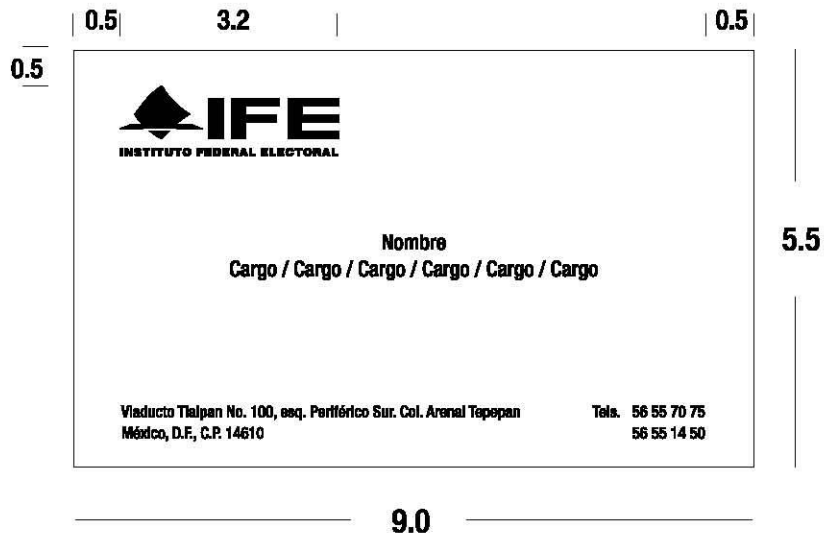 0.5 3.2 0.5
0.5
IFE
INSTITUTO FEDERAL ELECTORAL
Nombre
Cargo / Cargo / Cargo / Cargo / Cargo / Cargo
5.5
Viaducto Tlalpan No. 100, esq. Periférico Sur. Col. Arenal Tepepan
México, D.F., C.P. 14610
Tels. 56 55 70 75
56 55 14 50
9.0